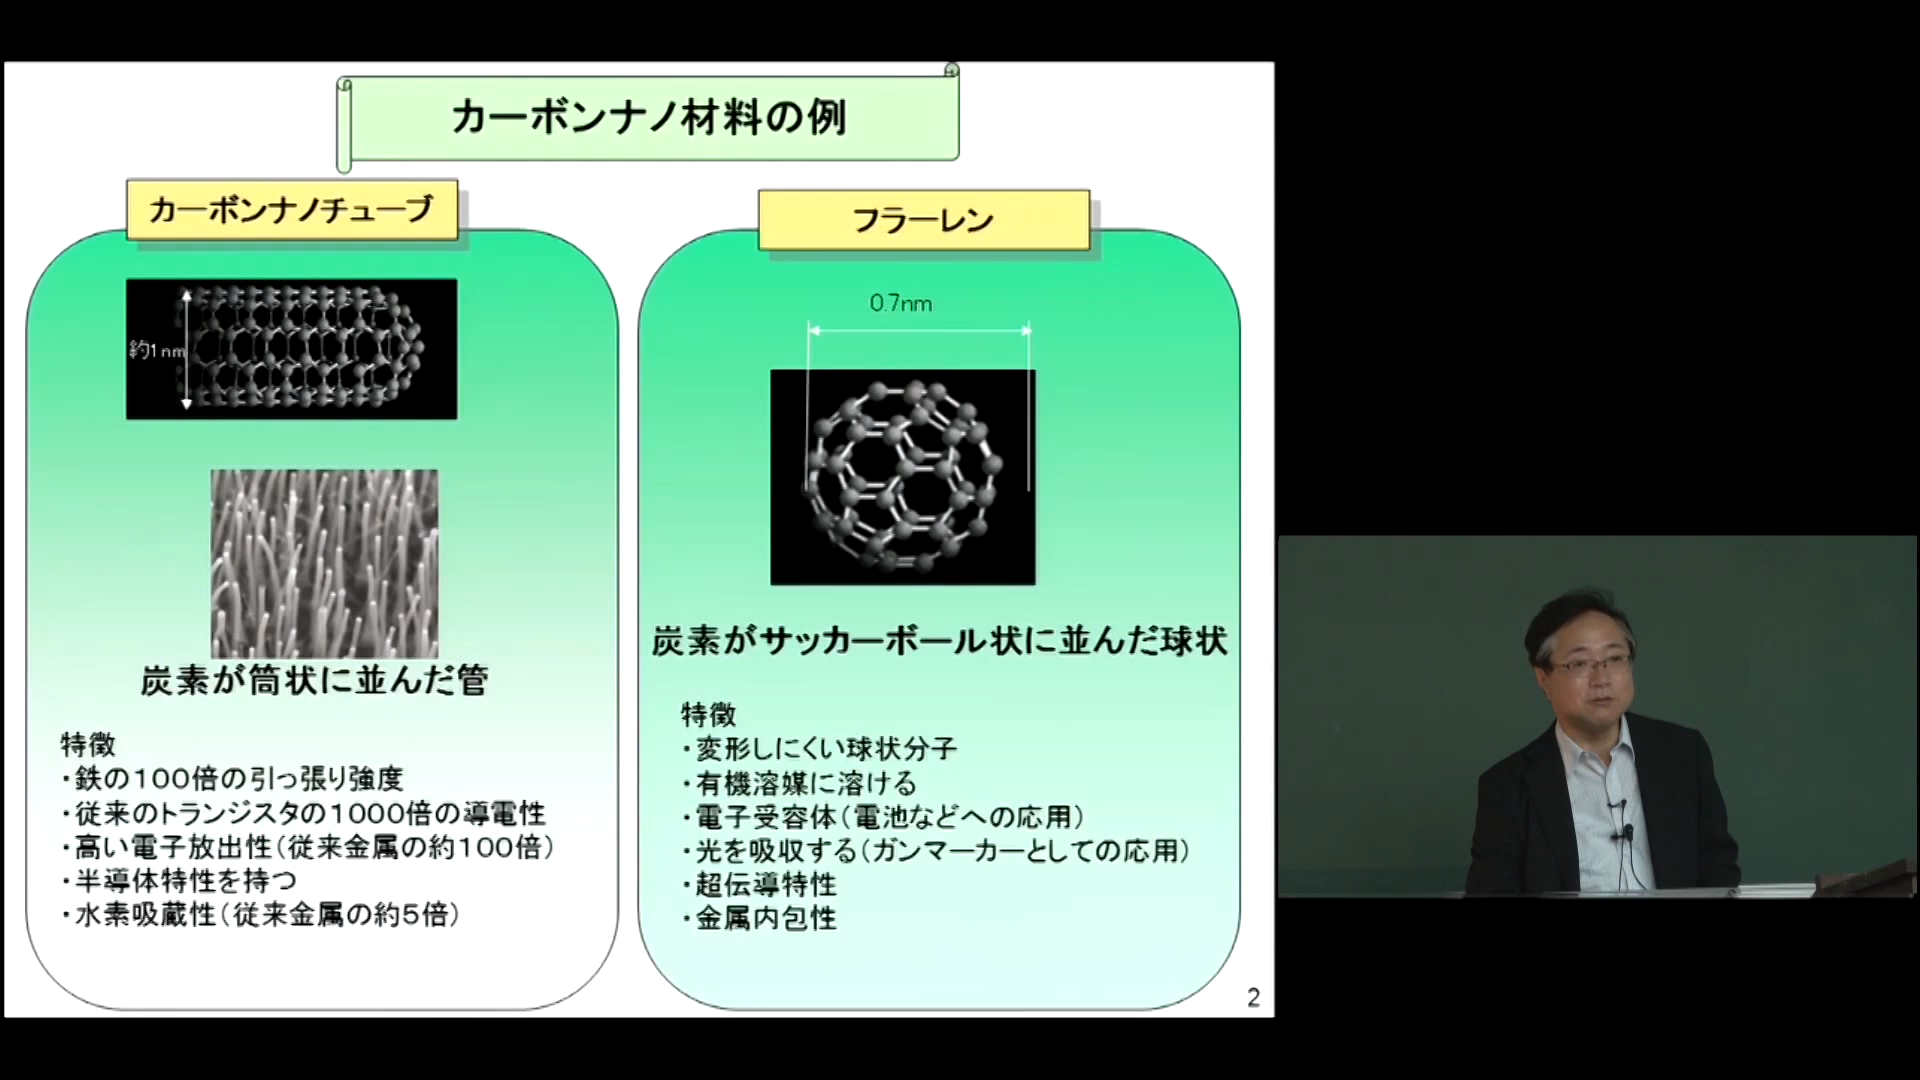 カーボンナノ材料の例
カーボンナノチューブ
約1nm
炭素が筒状に並んだ管
特徴
・鉄の100倍の引っ張り強度
・従来のトランジスタの1000倍の導電性
・高い電子放出性(従来金属の約100倍)
・半導体特性を持つ
・水素吸蔵性(従来金属の約5倍)
フラーレン
0.7nm
炭素がサッカーボール状に並んだ球状
特徴
・変形しにくい球状分子
・有機溶媒に溶ける
・電子受容体(電池などへの応用)
・光を吸収する(ガンマーカーとしての応用)
・超伝導特性
・金属内包性
2